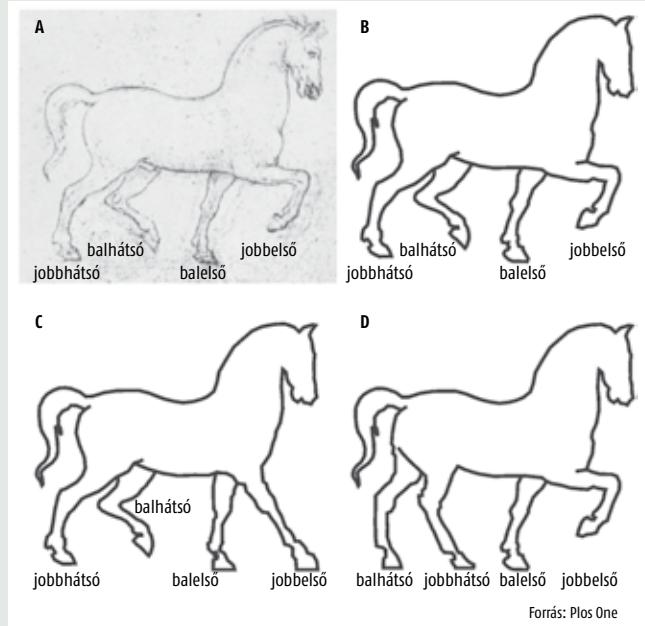 A
balhátsó
jobbelső
jobbhátsó
balelső
B
balhátsó
jobbelső
jobbhátsó
balelső
C
balhátsó
jobbhátsó
balelső
jobbelső
D
balhátsó
jobbhátsó
balelső
jobbelső
Forrás: Plos One